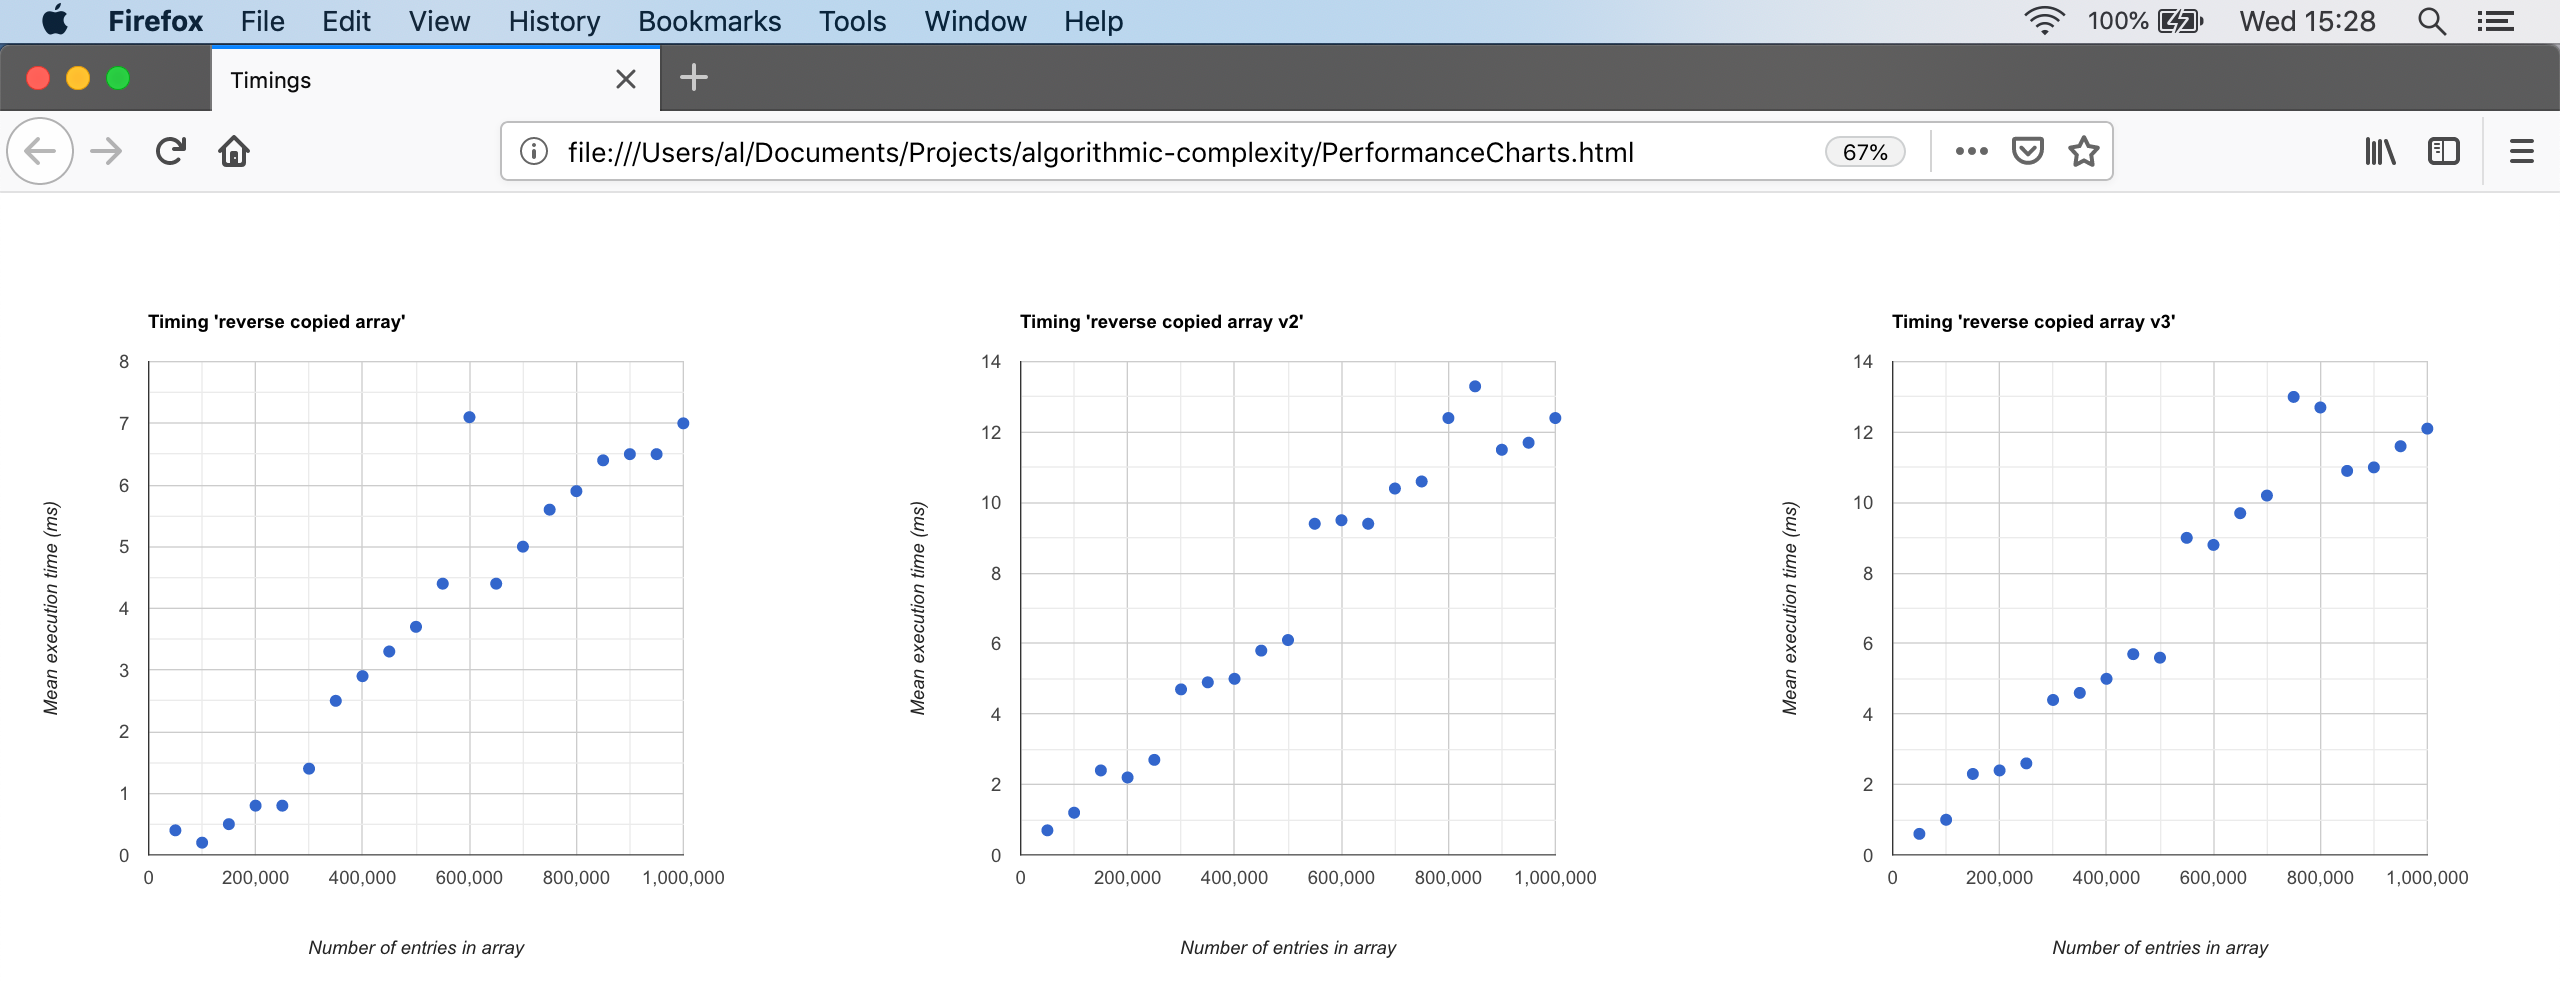 Firefox File Edit View History Bookmarks Tools Window Help 100% Wed 15:28
Timings
file:///Users/al/Documents/Projects/algorithmic-complexity/PerformanceCharts.html 67%
Timing 'reverse copied array'
8
7
6
5
4
3
2
1
0
Mean execution time (ms)
0 200,000 400,000 600,000 800,000 1,000,000
Number of entries in array
Timing 'reverse copied array v2'
14
12
10
8
6
4
2
0
Mean execution time (ms)
0 200,000 400,000 600,000 800,000 1,000,000
Number of entries in array
Timing 'reverse copied array v3'
14
12
10
8
6
4
2
0
Mean execution time (ms)
0 200,000 400,000 600,000 800,000 1,000,000
Number of entries in array